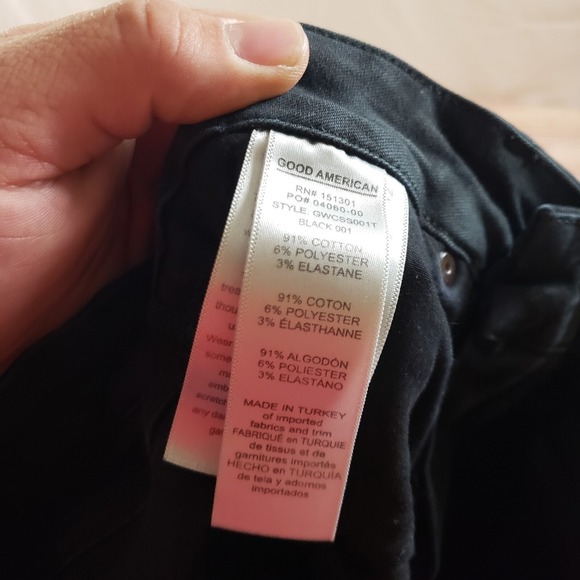 GOOD AMERICAN
RN# 151301
PO# 04060-00
STYLE: GWCSS001T
BLACK 001
91% COTTON
6% POLYESTER
3% ELASTANE
91% COTON
6% POLYESTER
3% ÉLASTHANNE
91% ALGODÓN
6% POLIESTER
3% ELASTANO
MADE IN TURKEY
of imported
fabrics and trim
FABRIQUÉ en TURQUIE
de tissus et de
garnitures importés
HECHO en TURQUÍA
de tela y adornos
importados
Wear
any